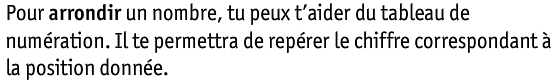 Pour arrondir un nombre, tu peux t’aider du tableau de
numération. Il te permettra de repérer le chiffre correspondant à
la position donnée.